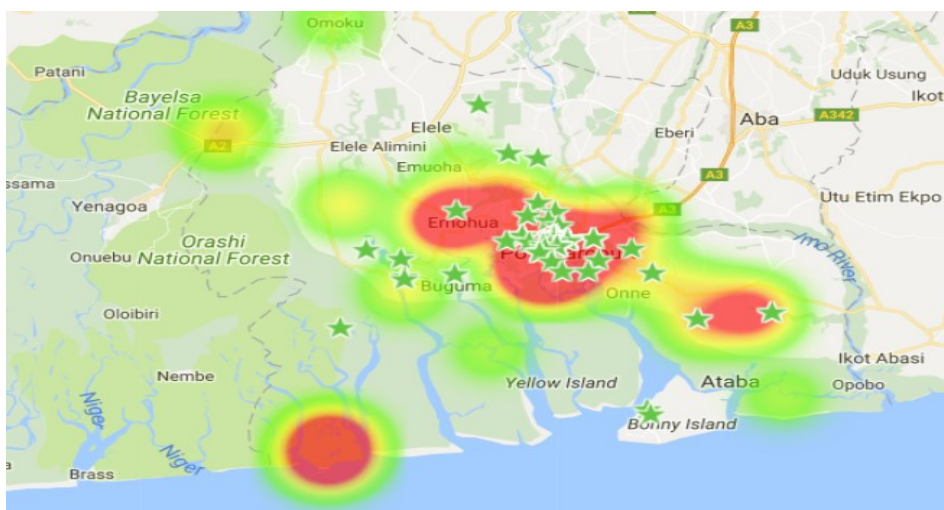 Omoku
A3
Patani
Uduk Usung
Bayelsa
National Forest
Ikot
Elele
Aba
A342
A2
Elele Alimini
Eberi
Emuoha
A3
ssama
Utu Etim Ekpo
Yenagoa
A3
Emohua
Orashi
National Forest
Onuebu
Imo River
Buguma
Onne
Oloibiri
Ikot Abasi
Nembe
Yellow Island
Ataba
Opobo
Niger
Bonny Island
Niger
Brass